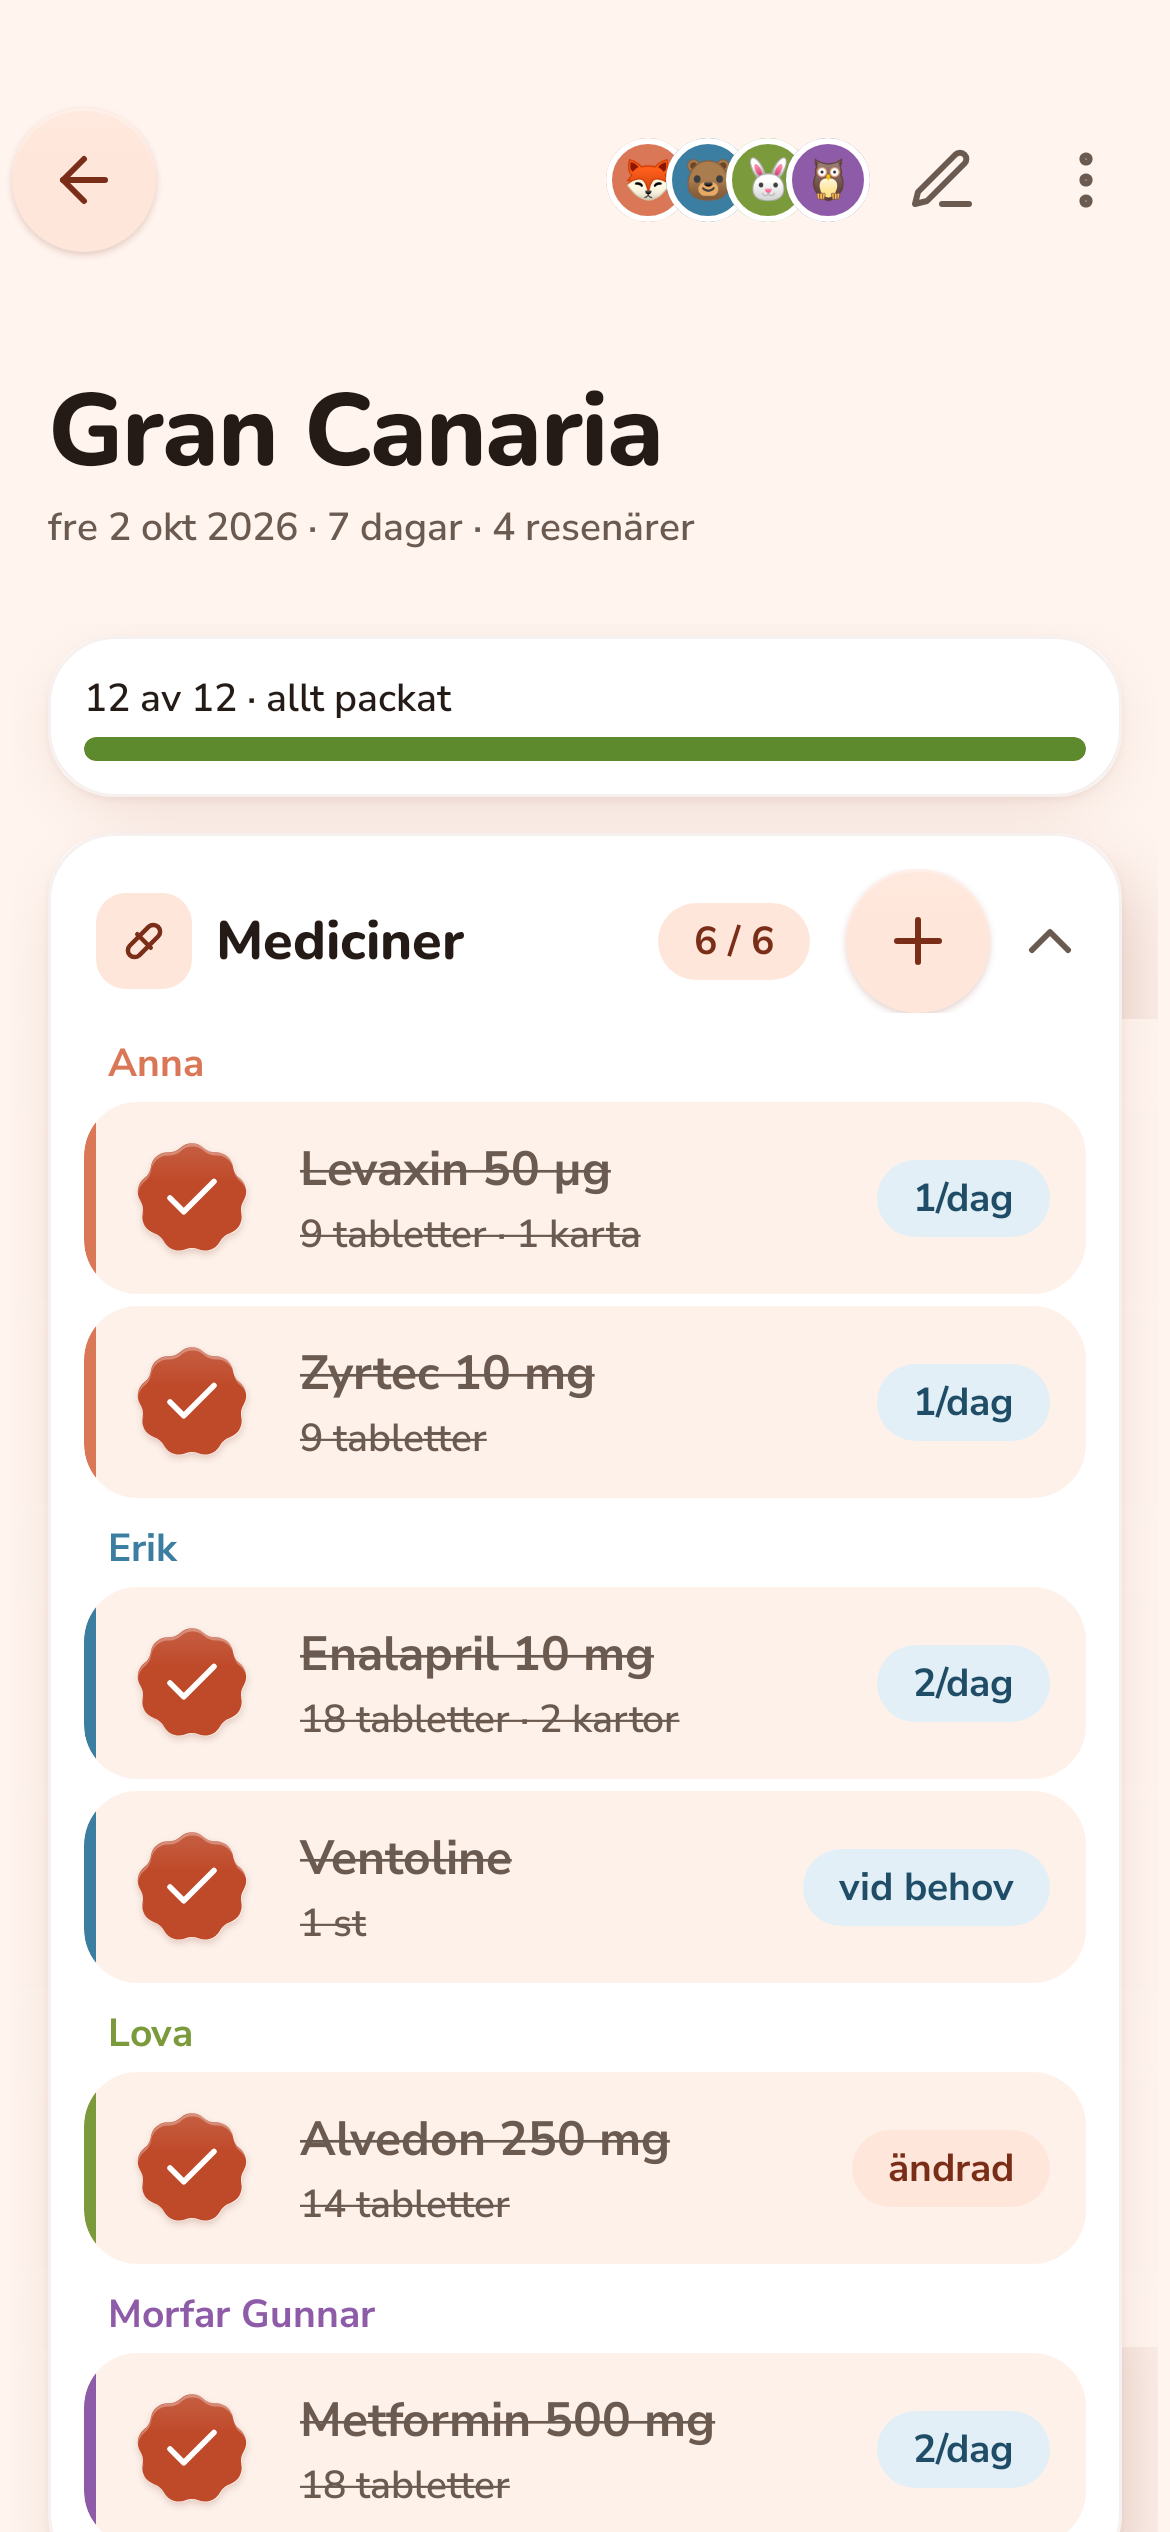 Gran Canaria
fre 2 okt 2026 · 7 dagar · 4 resenärer
12 av 12 · allt packat
Mediciner
6 / 6
Anna
Levaxin 50 µg
9 tabletter · 1 karta
1/dag
Zyrtec 10 mg
9 tabletter
1/dag
Erik
Enalapril 10 mg
18 tabletter · 2 kartor
2/dag
Ventoline
1 st
vid behov
Lova
Alvedon 250 mg
14 tabletter
ändrad
Morfar Gunnar
Metformin 500 mg
18 tabletter
2/dag